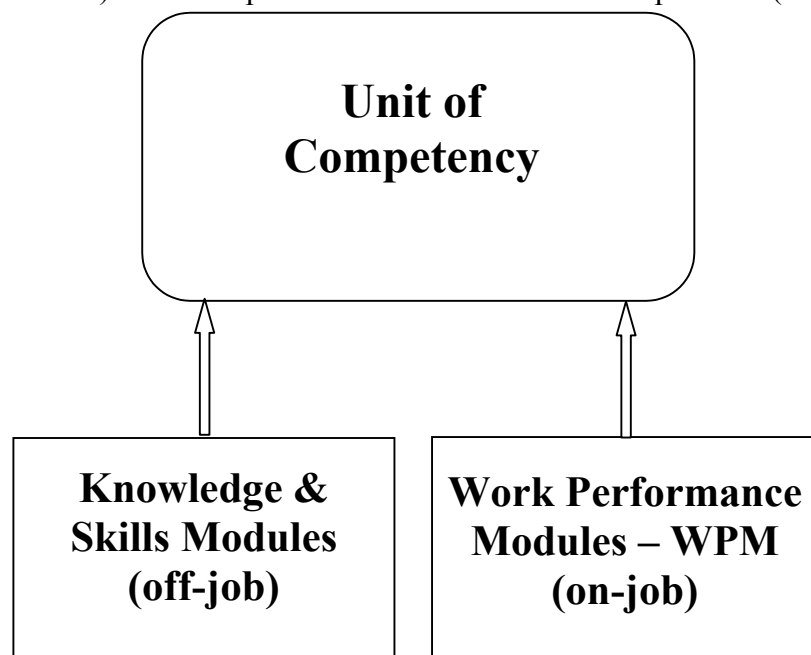 Unit of
Competency
Knowledge &
Skills Modules
(off-job)
Work Performance
Modules – WPM
(on-job)